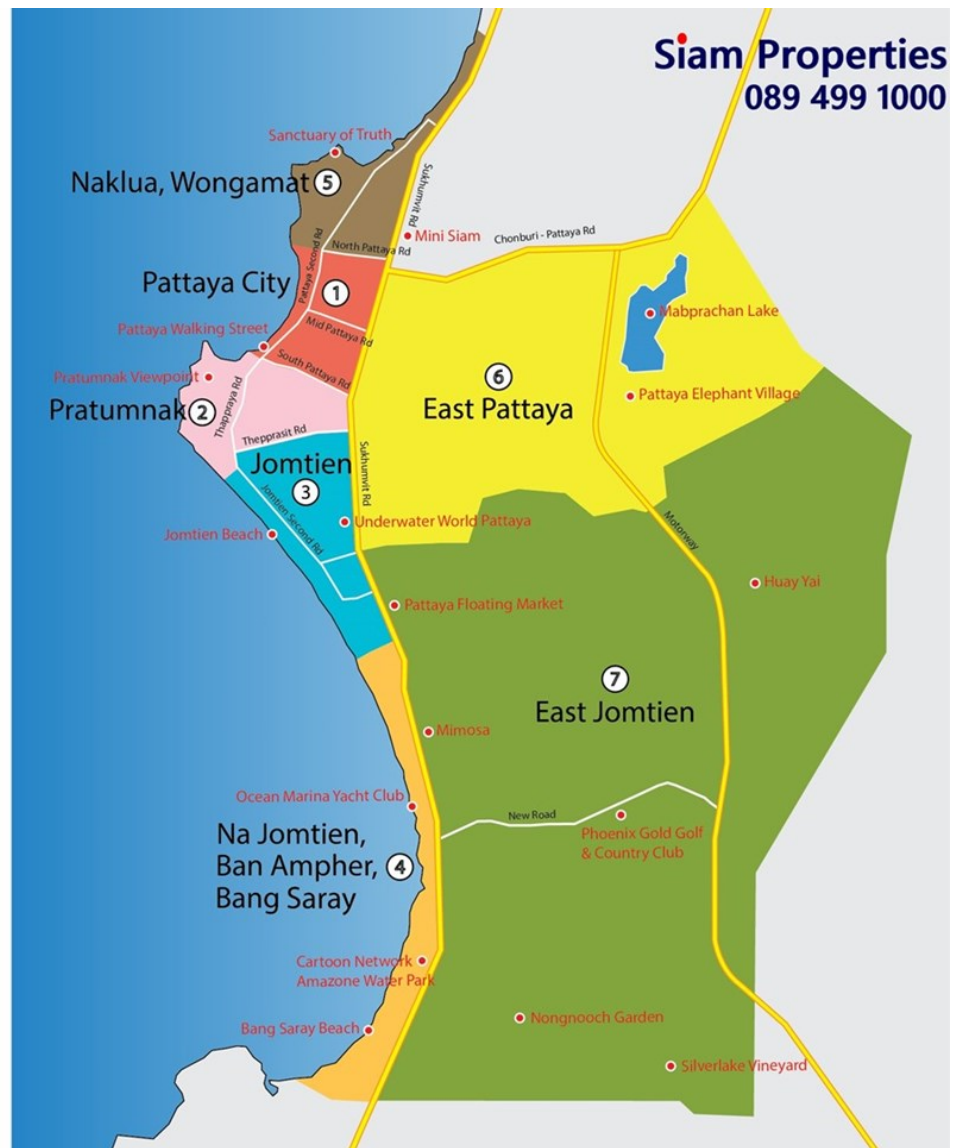 Siam Properties
089 499 1000
Sanctuary of Truth
Naklua, Wongamat 5
Sukhumvit Rd
Mini Siam
Chonburi - Pattaya Rd
North Pattaya Rd
Pattaya Second Rd
Pattaya City
1
Mabprachan Lake
Mid Pattaya Rd
Pattaya Walking Street
South Pattaya Rd
Pratumnak Viewpoint
6
East Pattaya
Pattaya Elephant Village
Pratumnak 2
Thappraya Rd
Thepprasit Rd
Jomtien
3
Sukhumvit Rd
Jomtien Second Rd
Underwater World Pattaya
Jomtien Beach
Motorway
Huay Yai
Pattaya Floating Market
7
East Jomtien
Mimosa
Ocean Marina Yacht Club
New Road
Phoenix Gold Golf
& Country Club
Na Jomtien,
Ban Ampher, 4
Bang Saray
Cartoon Network
Amazone Water Park
Nongnooch Garden
Bang Saray Beach
Silverlake Vineyard